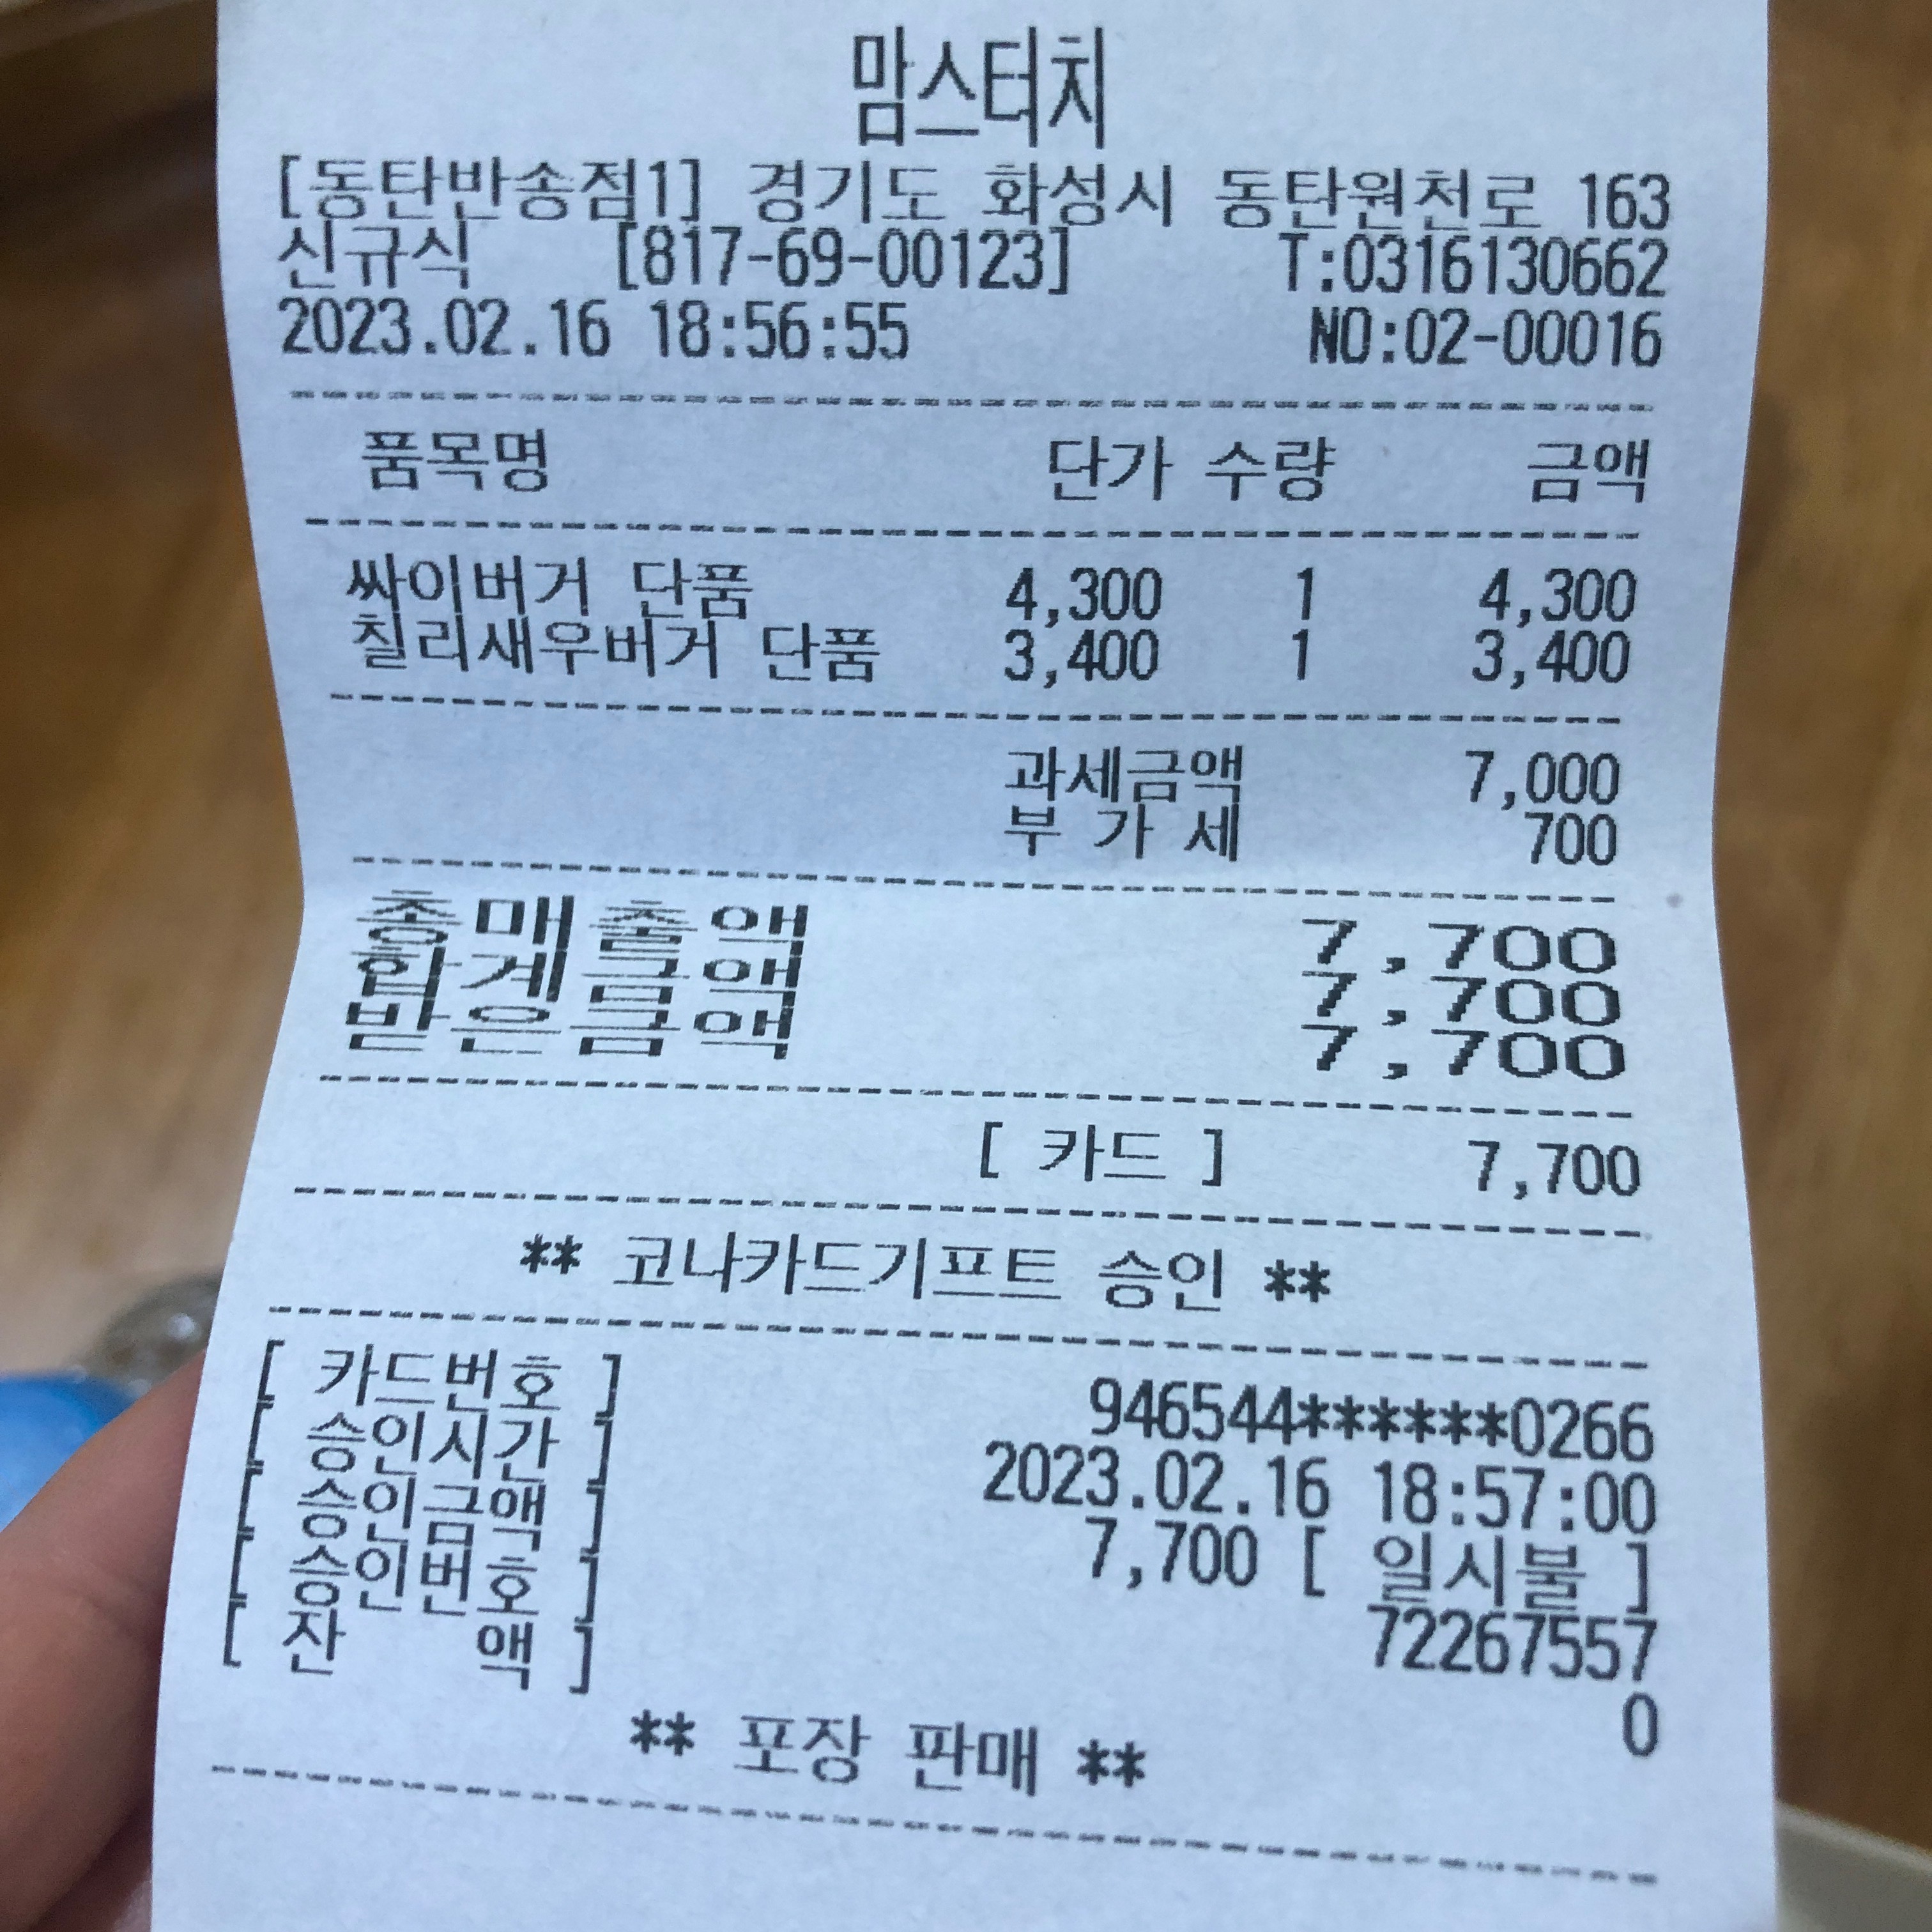 맘스터치
[동탄반송점1] 경기도 화성시 동탄원천로 163
신규식 [817-69-00123] T:0316130662
2023.02.16 18:56:55 NO:02-00016
품목명 단가 수량 금액
싸이버거 단품 4,300 1 4,300
칠리새우버거 단품 3,400 1 3,400
과세금액 7,000
부 가 세 700
총매출액 7,700
합계금액 7,700
받은금액 7,700
[ 카드 ] 7,700
** 코나카드기프트 승인 **
[ 카드번호 ] 946544******0266
[ 승인시간 ] 2023.02.16 18:57:00
[ 승인금액 ] 7,700 [ 일시불 ]
[ 승인번호 ] 72267557
[ 잔 액 ] 0
** 포장 판매 **